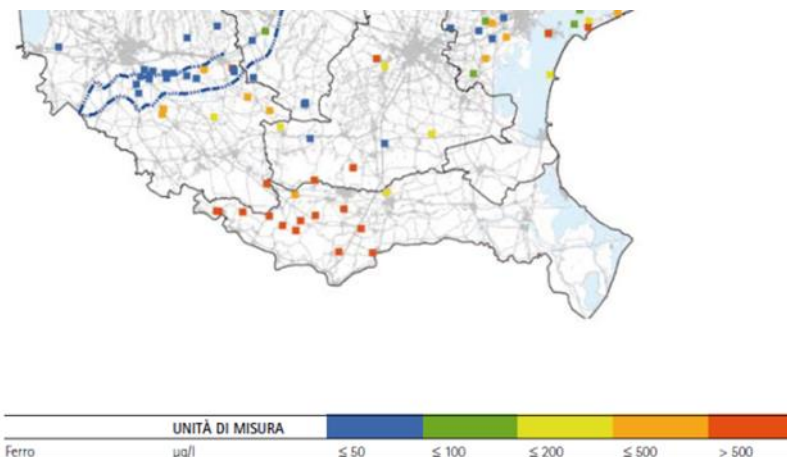 UNITÀ DI MISURA
Ferro µg/l ≤ 50 ≤ 100 ≤ 200 ≤ 500 > 500